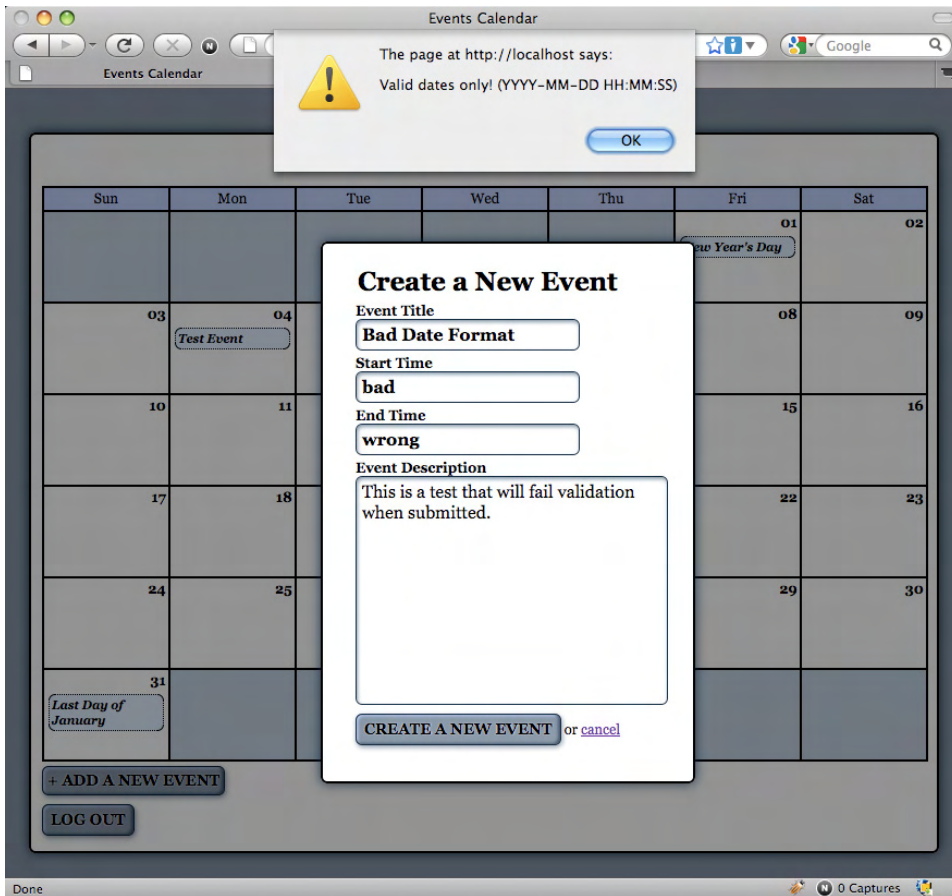 Events Calendar
Google
Events Calendar
The page at http://localhost says:
Valid dates only! (YYYY-MM-DD HH:MM:SS)
OK
Sun Mon Tue Wed Thu Fri Sat
01 02
ew Year's Day
03 04 08 09
Test Event
10 11 15 16
17 18 22 23
24 25 29 30
31
Last Day of
January
Create a New Event
Event Title
Bad Date Format
Start Time
bad
End Time
wrong
Event Description
This is a test that will fail validation
when submitted.
CREATE A NEW EVENT or cancel
+ ADD A NEW EVENT
LOG OUT
Done
N 0 Captures